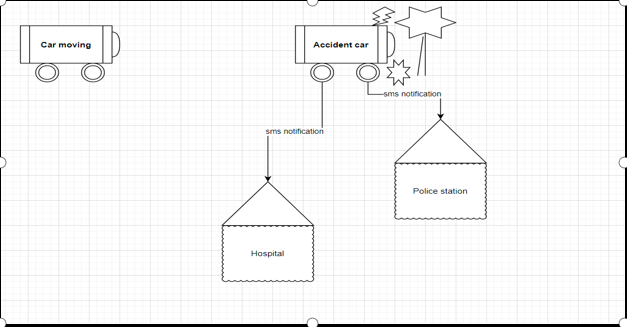 Car moving
Accident car
sms notification
sms notification
Police station
Hospital